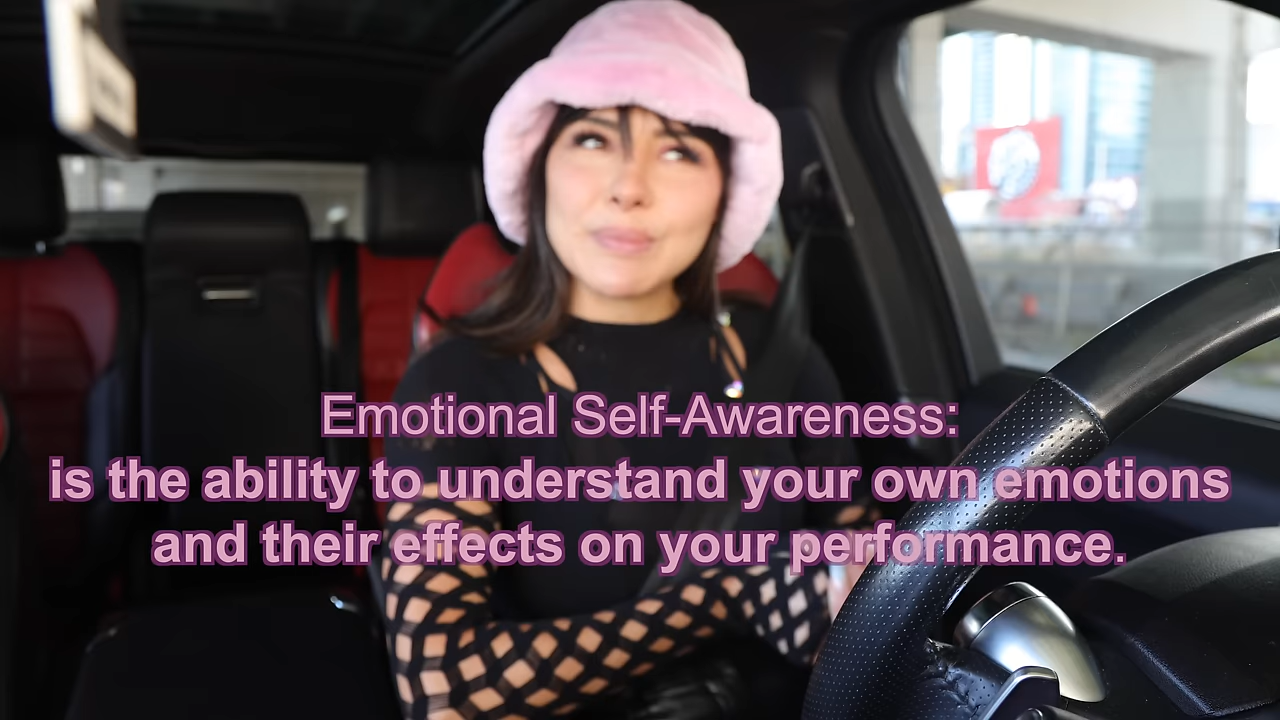 Emotional Self-Awareness:
is the ability to understand your own emotions
and their effects on your performance.